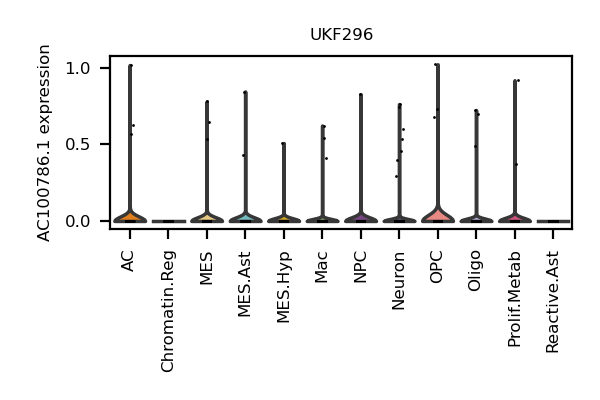 UKF296
AC100786.1 expression
1.0
0.5
0.0
AC
Chromatin.Reg
MES
MES.Ast
MES.Hyp
Mac
NPC
Neuron
OPC
Oligo
Prolif.Metab
Reactive.Ast